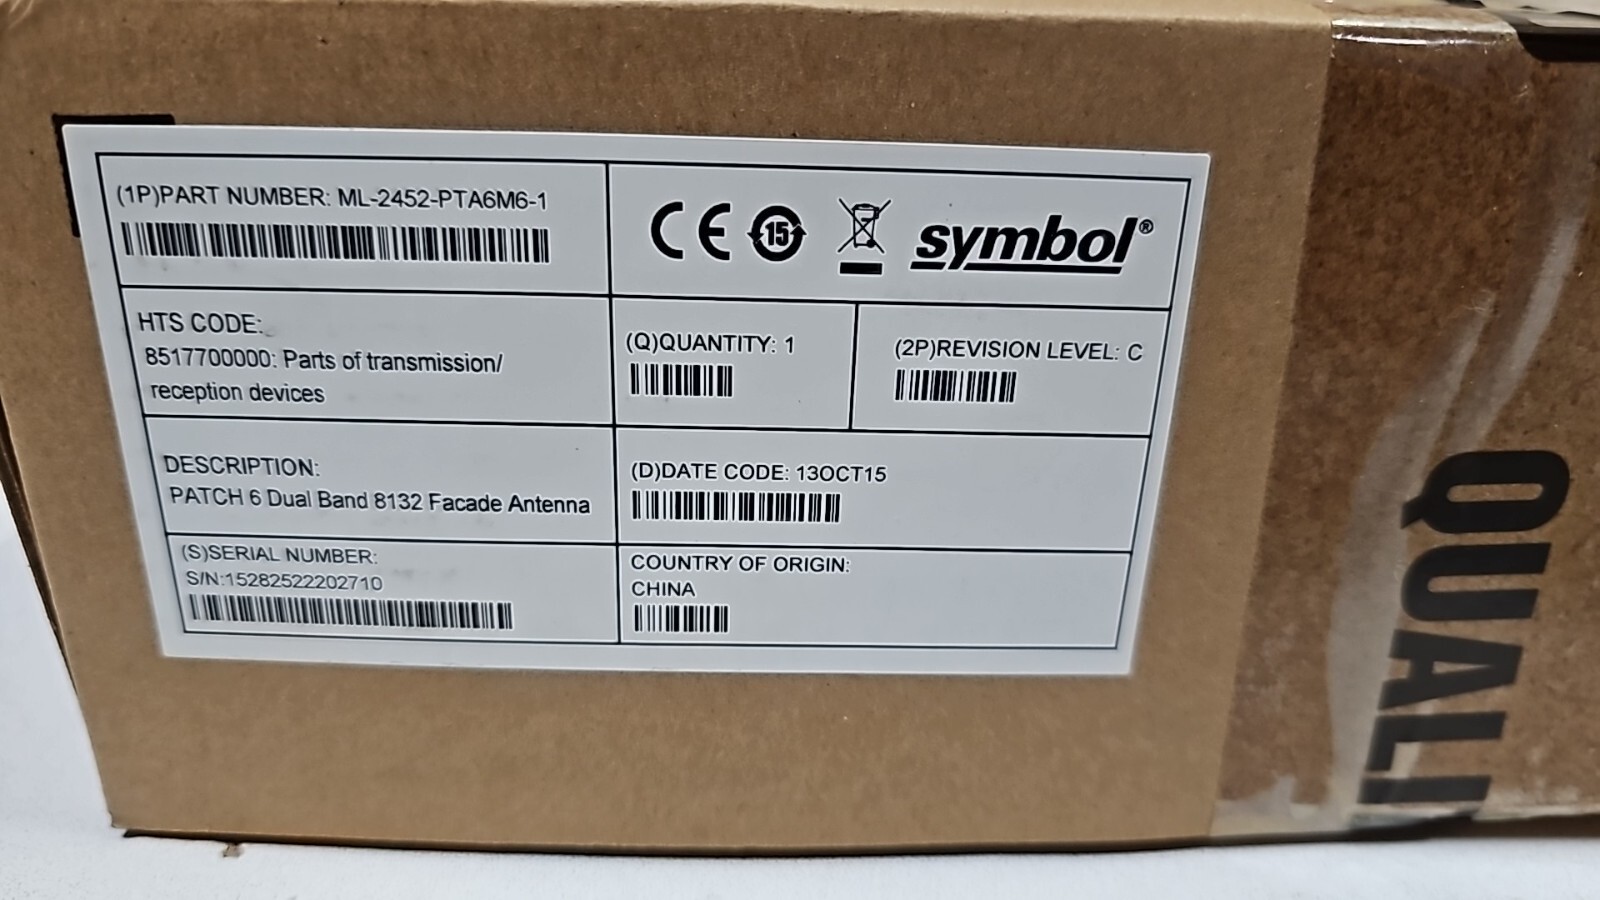 (1P)PART NUMBER: ML-2452-PTA6M6-1
CE 15 symbol®
HTS CODE:
8517700000: Parts of transmission/
reception devices
(Q)QUANTITY: 1
(2P)REVISION LEVEL: C
DESCRIPTION:
PATCH 6 Dual Band 8132 Facade Antenna
(D)DATE CODE: 13OCT15
(S)SERIAL NUMBER:
S/N:15282522202710
COUNTRY OF ORIGIN:
CHINA
QUALI